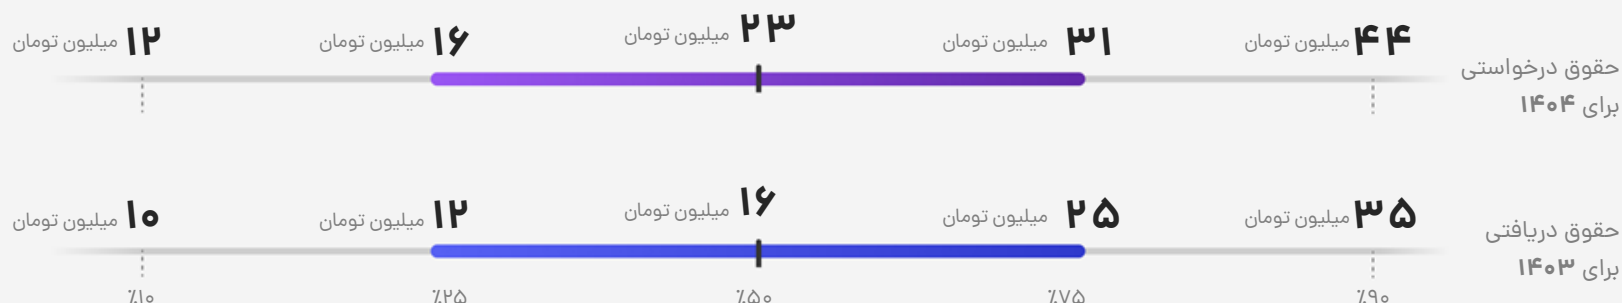 حقوق درخواستی
برای ۱۴۰۴
۴۴ میلیون تومان
۳۱ میلیون تومان
۲۳ میلیون تومان
۱۶ میلیون تومان
۱۲ میلیون تومان
حقوق دریافتی
برای ۱۴۰۳
۳۵ میلیون تومان
۲۵ میلیون تومان
۱۶ میلیون تومان
۱۲ میلیون تومان
۱۰ میلیون تومان
٪۹۰
٪۷۵
٪۵۰
٪۲۵
٪۱۰